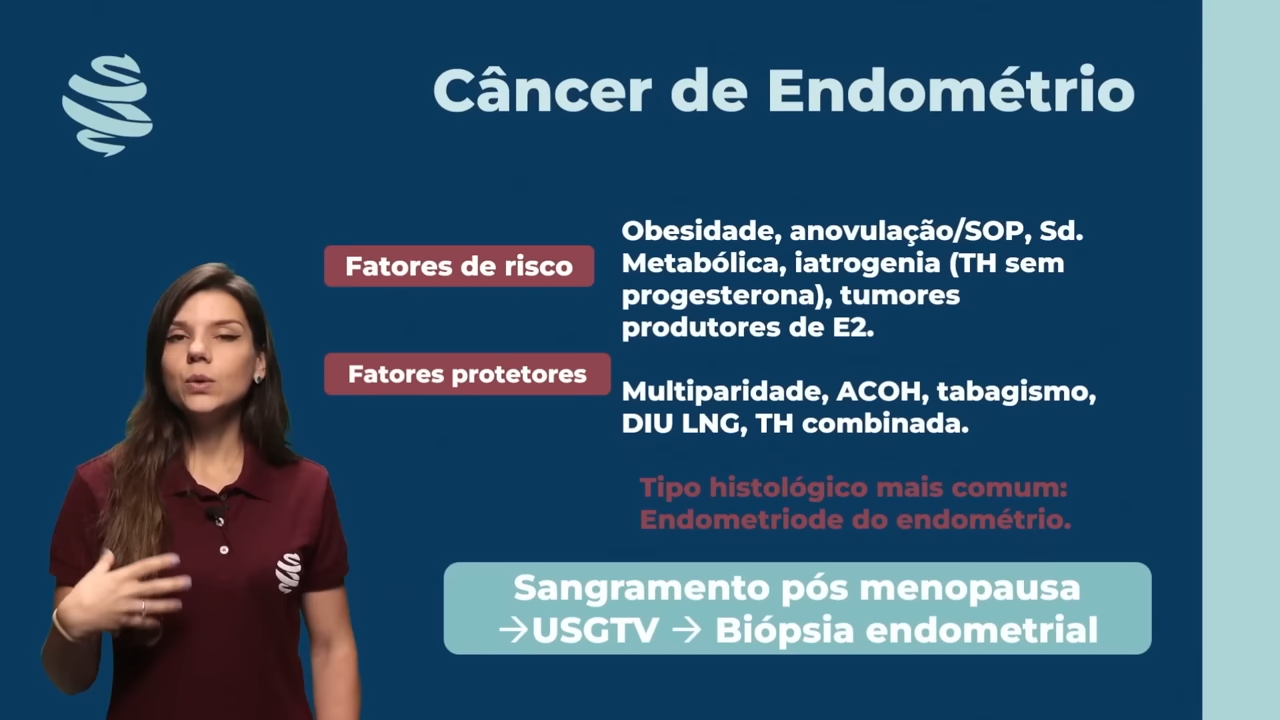 Câncer de Endométrio
Fatores de risco
Obesidade, anovulação/SOP, Sd.
Metabólica, iatrogenia (TH sem
progesterona), tumores
produtores de E2.
Fatores protetores
Multiparidade, ACOH, tabagismo,
DIU LNG, TH combinada.
Tipo histológico mais comum:
Endometriode do endométrio.
Sangramento pós menopausa
→USGTV → Biópsia endometrial